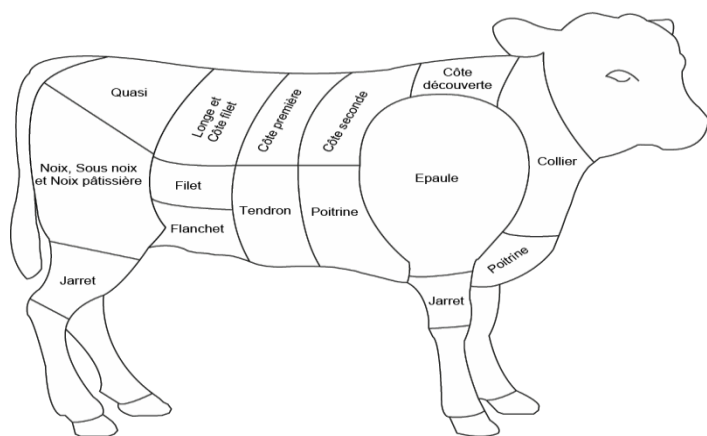 Quasi
Longe et
Côte filet
Côte première
Côte seconde
Côte
découverte
Noix, Sous noix
et Noix pâtissière
Filet
Flanchet
Tendron
Poitrine
Epaule
Collier
Poitrine
Jarret
Jarret